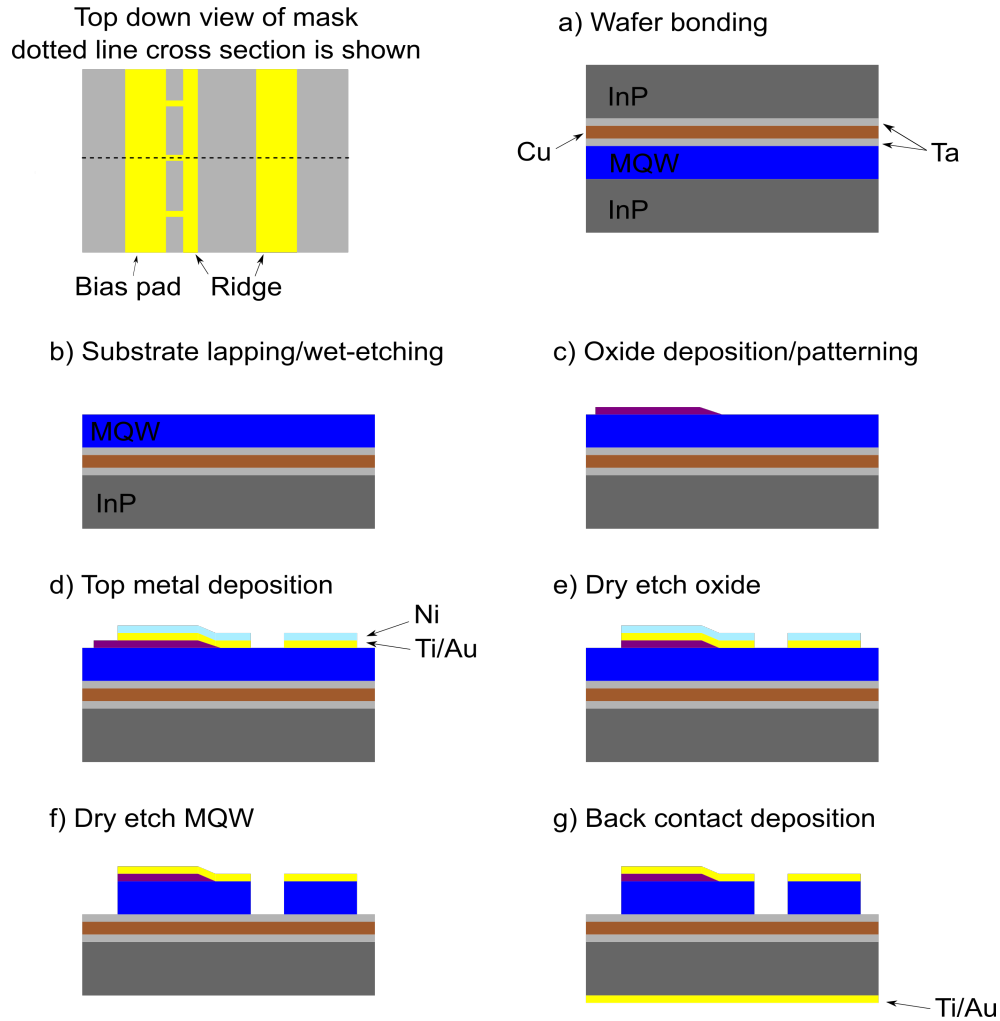 Top down view of mask
dotted line cross section is shown
Bias pad
Ridge
a) Wafer bonding
InP
Cu
Ta
MQW
InP
b) Substrate lapping/wet-etching
MQW
InP
c) Oxide deposition/patterning
d) Top metal deposition
Ni
Ti/Au
e) Dry etch oxide
f) Dry etch MQW
g) Back contact deposition
Ti/Au